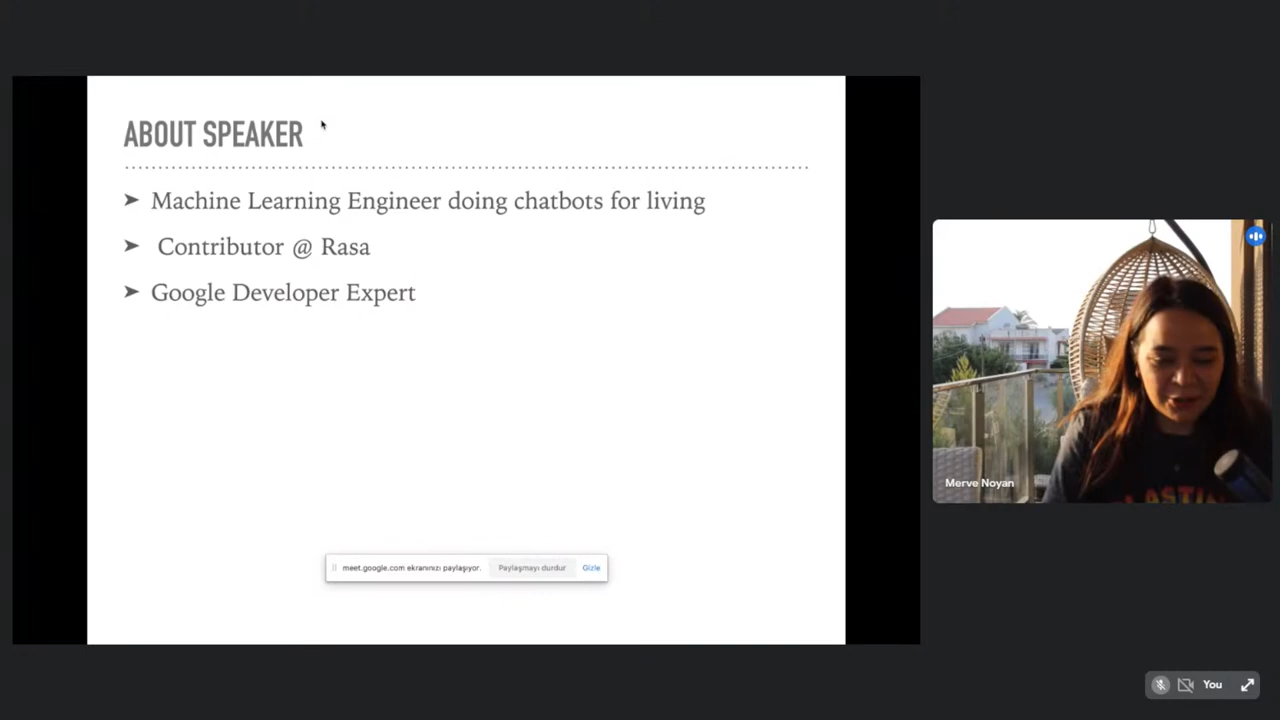 ABOUT SPEAKER
➤ Machine Learning Engineer doing chatbots for living
➤ Contributor @ Rasa
➤ Google Developer Expert
meet.google.com ekranınızı paylaşıyor. Paylaşmayı durdur Gizle
Merve Noyan
You